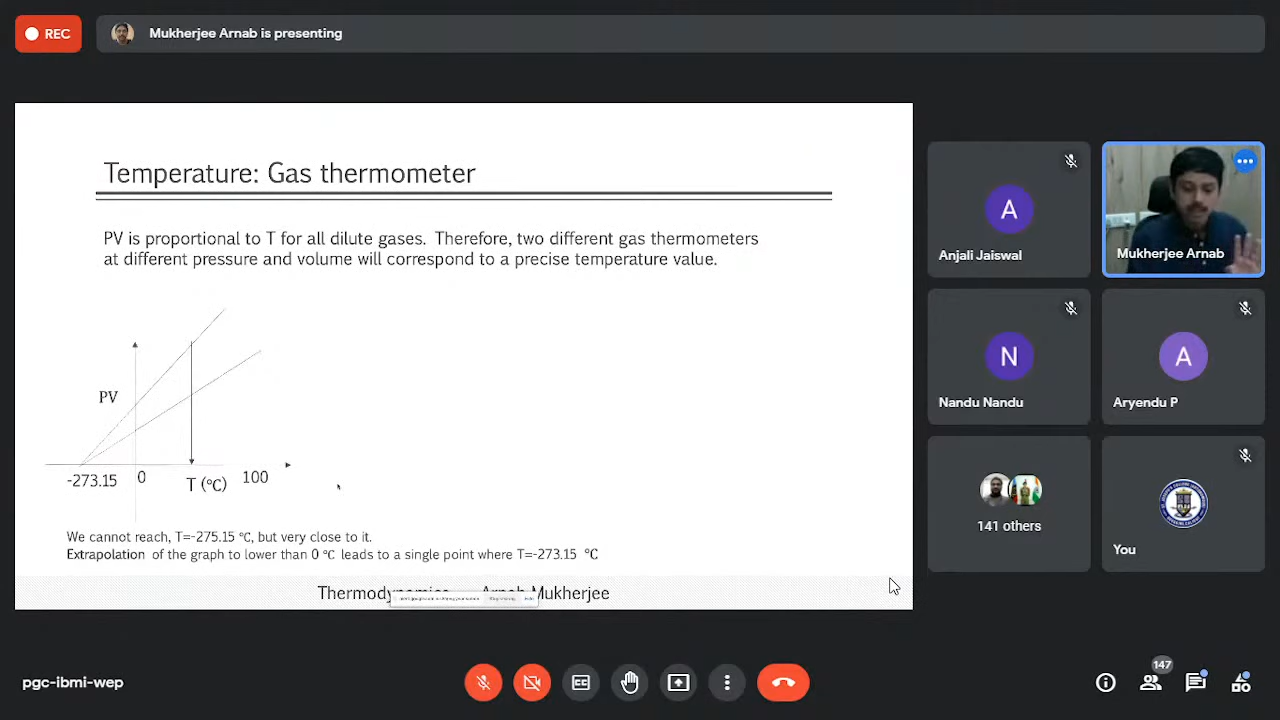 REC
Mukherjee Arnab is presenting
Temperature: Gas thermometer
PV is proportional to T for all dilute gases. Therefore, two different gas thermometers
at different pressure and volume will correspond to a precise temperature value.
PV
-273.15 0 T (°C) 100
We cannot reach, T=-275.15 °C, but very close to it.
Extrapolation of the graph to lower than 0 °C leads to a single point where T=-273.15 °C
Thermodynamics Arnab Mukherjee
A
Anjali Jaiswal
Mukherjee Arnab
N
Nandu Nandu
A
Aryendu P
141 others
You
pgc-ibmi-wep
CC
147